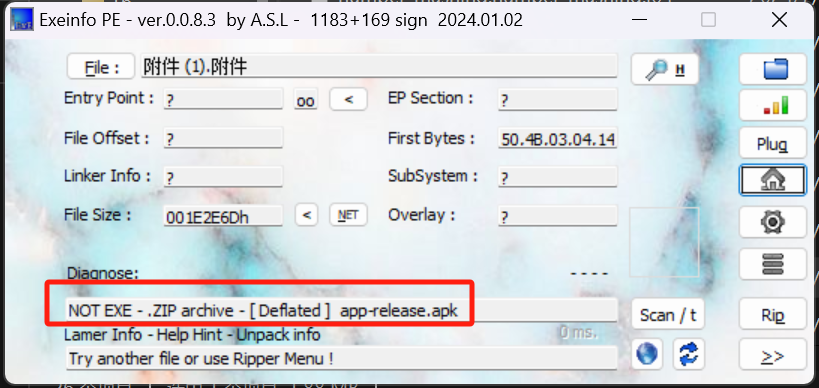 Exeinfo PE - ver.0.0.8.3 by A.S.L - 1183+169 sign 2024.01.02
File : 附件 (1).附件 H
Entry Point : ? oo < EP Section : ?
File Offset : ? First Bytes : 50.4B.03.04.14 Plug
Linker Info : ? SubSystem : ?
File Size : 001E2E6Dh < NET Overlay : ?
Diagnose: ----
NOT EXE - .ZIP archive - [ Deflated ] app-release.apk Scan / t Rip
Lamer Info - Help Hint - Unpack info 0 ms.
Try another file or use Ripper Menu ! >>